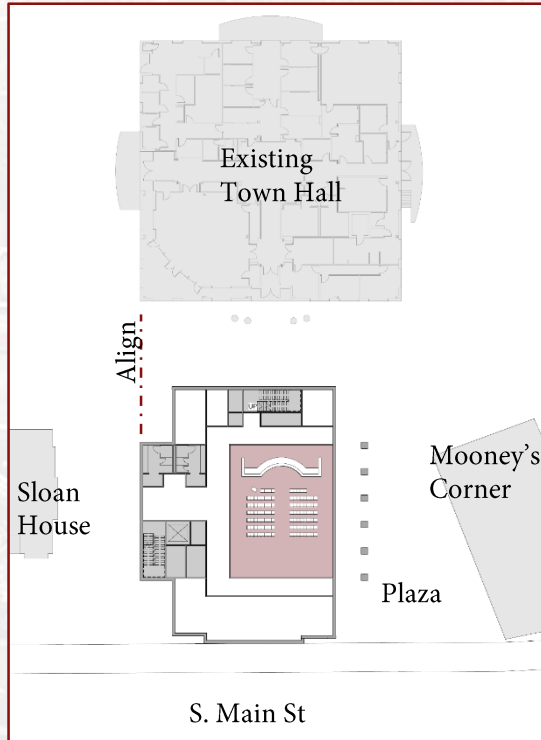 Existing
Town Hall
Align
Sloan
House
Mooney's
Corner
Plaza
S. Main St